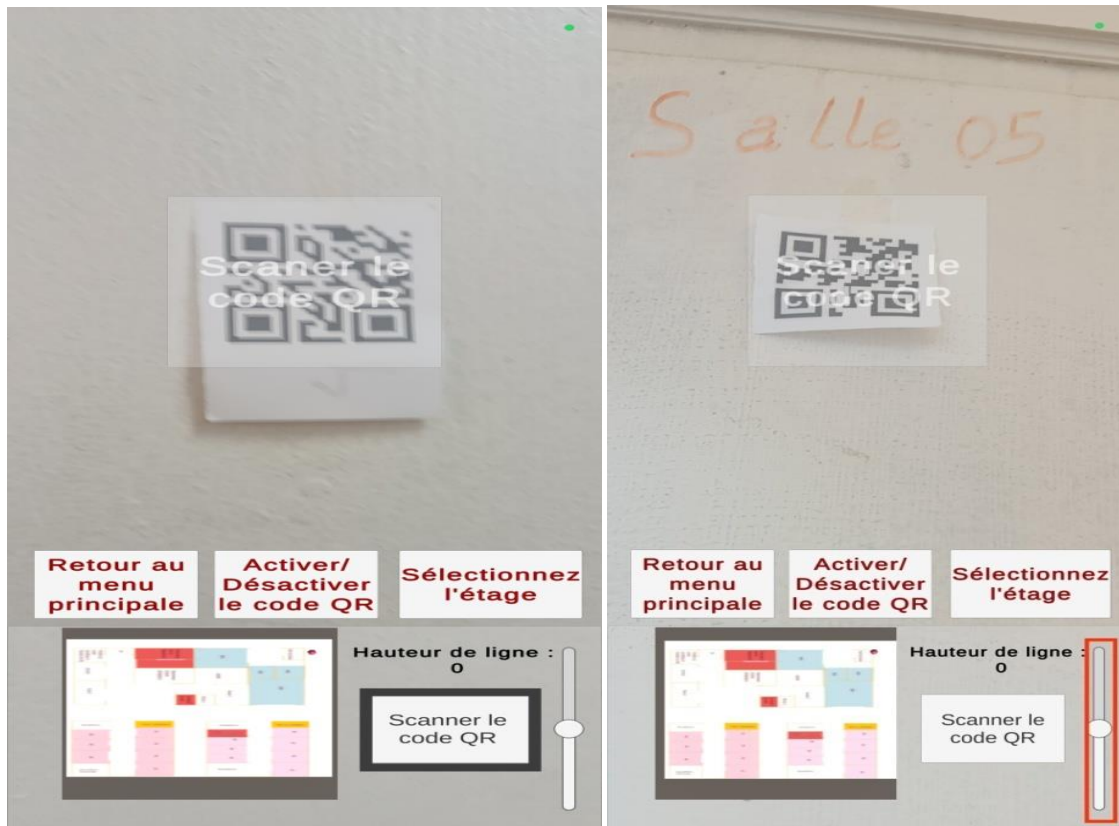 Scaner le
code QR
Retour au
menu
principale
Activer/
Désactiver
le code QR
Sélectionnez
l'étage
Hauteur de ligne :
0
Scanner le
code QR
Salle 05
Scaner le
code QR
Retour au
menu
principale
Activer/
Désactiver
le code QR
Sélectionnez
l'étage
Hauteur de ligne :
0
Scanner le
code QR